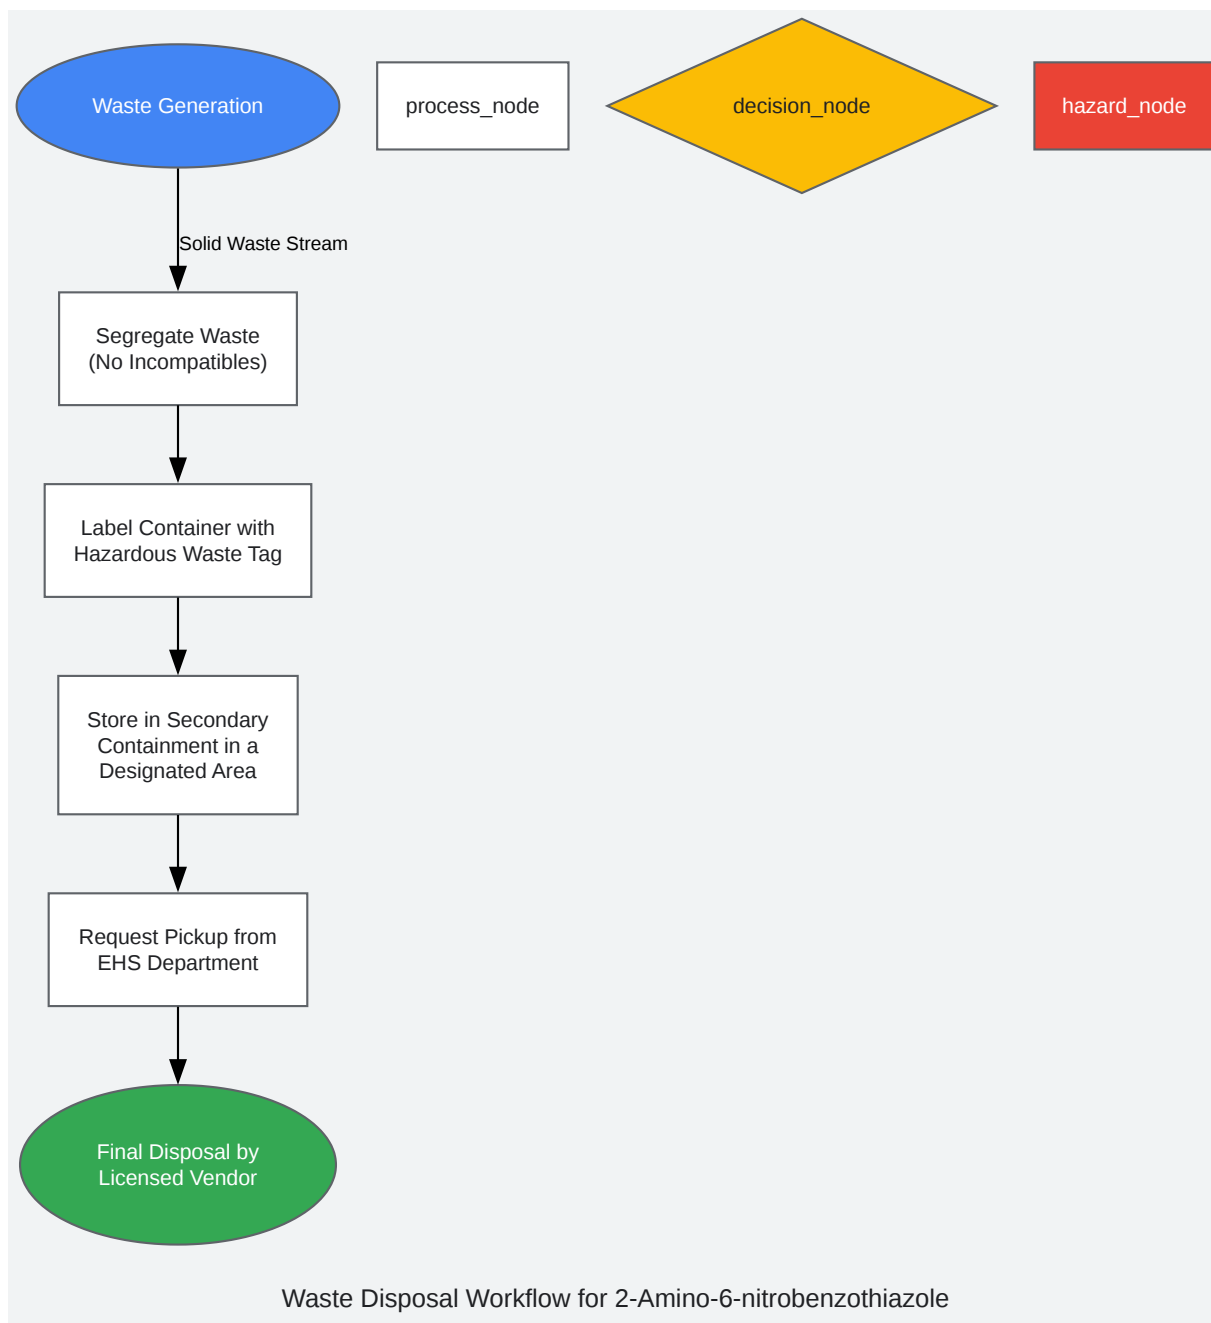 Waste Generation
process_node
decision_node
hazard_node
Solid Waste Stream
Segregate Waste
(No Incompatibles)
Label Container with
Hazardous Waste Tag
Store in Secondary
Containment in a
Designated Area
Request Pickup from
EHS Department
Final Disposal by
Licensed Vendor
Waste Disposal Workflow for 2-Amino-6-nitrobenzothiazole